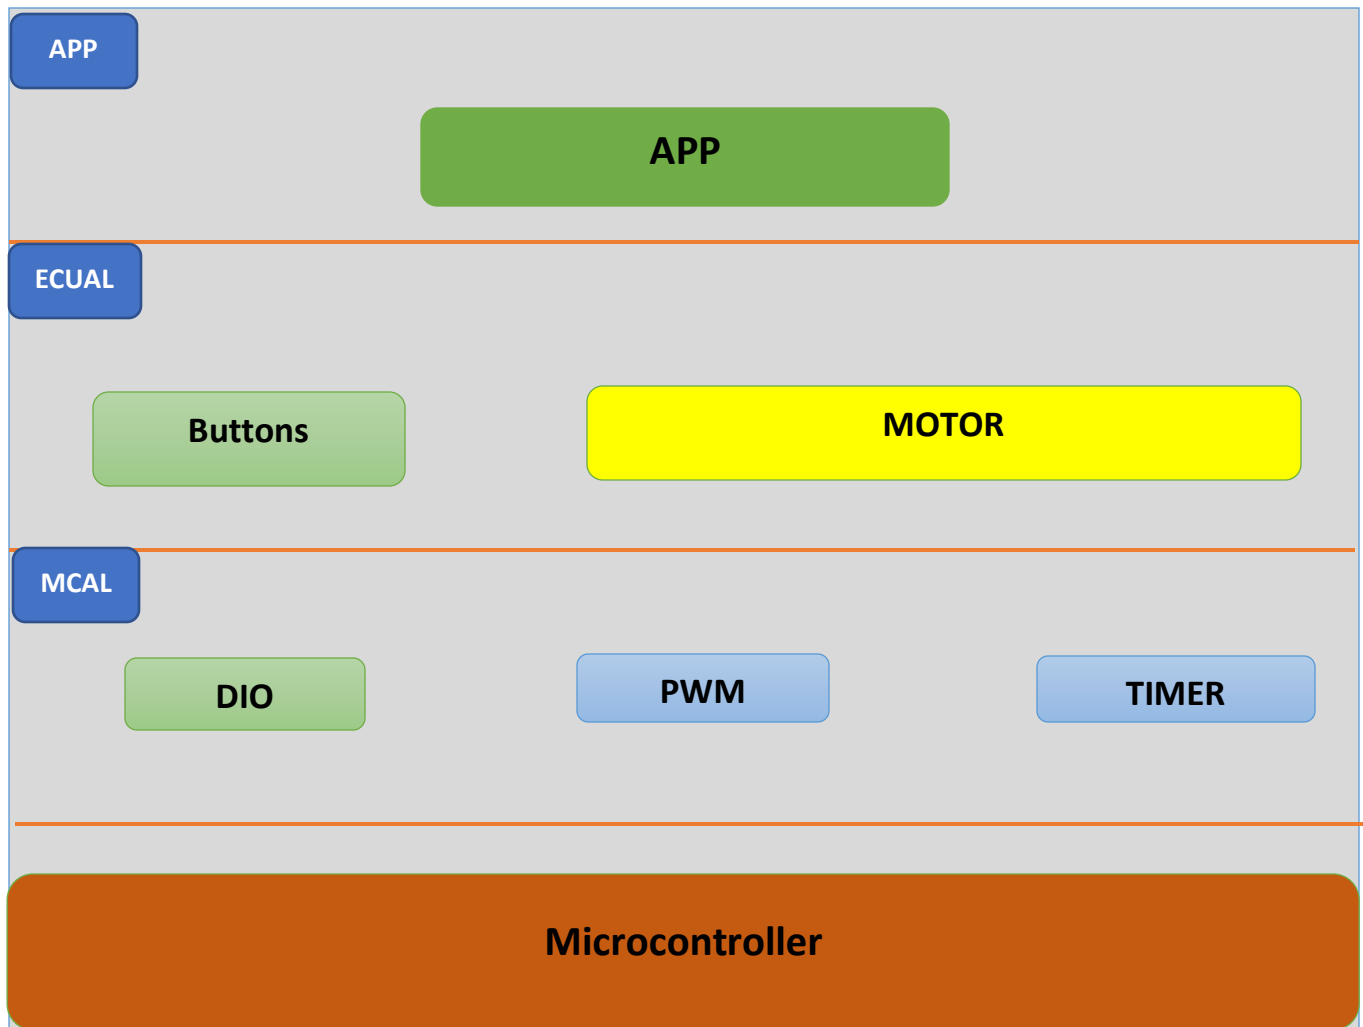 APP
APP
ECUAL
Buttons
MOTOR
MCAL
DIO
PWM
TIMER
Microcontroller